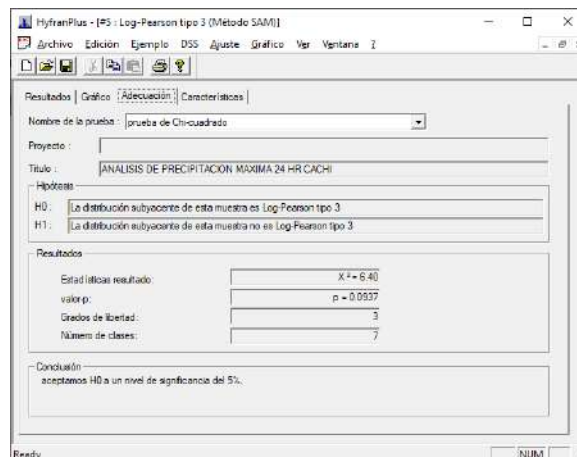 HyfranPlus - [#5 : Log-Pearson tipo 3 (Método SAM)]
Archivo Edición Ejemplo DSS Ajuste Gráfico Ver Ventana ?
Resultados Gráfico Adecuación Características
Nombre de la prueba : prueba de Chi-cuadrado
Proyecto :
Título : ANALISIS DE PRECIPITACION MAXIMA 24 HR CACHI
Hipótesis
H0 : La distribución subyacente de esta muestra es Log-Pearson tipo 3
H1 : La distribución subyacente de esta muestra no es Log-Pearson tipo 3
Resultados
Estadísticas resultado: X² = 6.40
valor-p: p = 0.0937
Grados de libertad: 3
Número de clases: 7
Conclusión
aceptamos H0 a un nivel de significancia del 5%.
Ready NUM